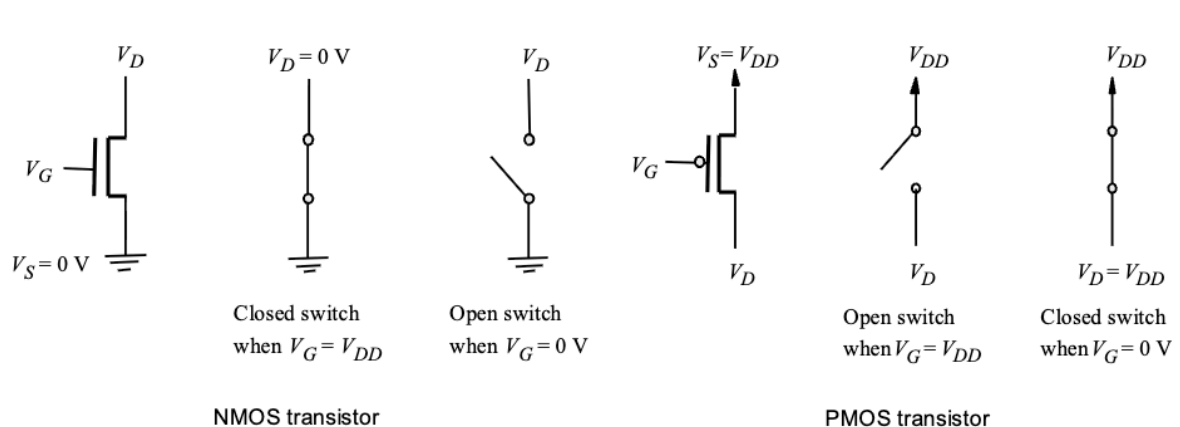 V_D
V_G
V_S = 0 V
V_D = 0 V
Closed switch
when V_G = V_DD
V_D
Open switch
when V_G = 0 V
NMOS transistor
V_S = V_DD
V_G
V_D
V_DD
V_D
Open switch
when V_G = V_DD
V_DD
V_D = V_DD
Closed switch
when V_G = 0 V
PMOS transistor